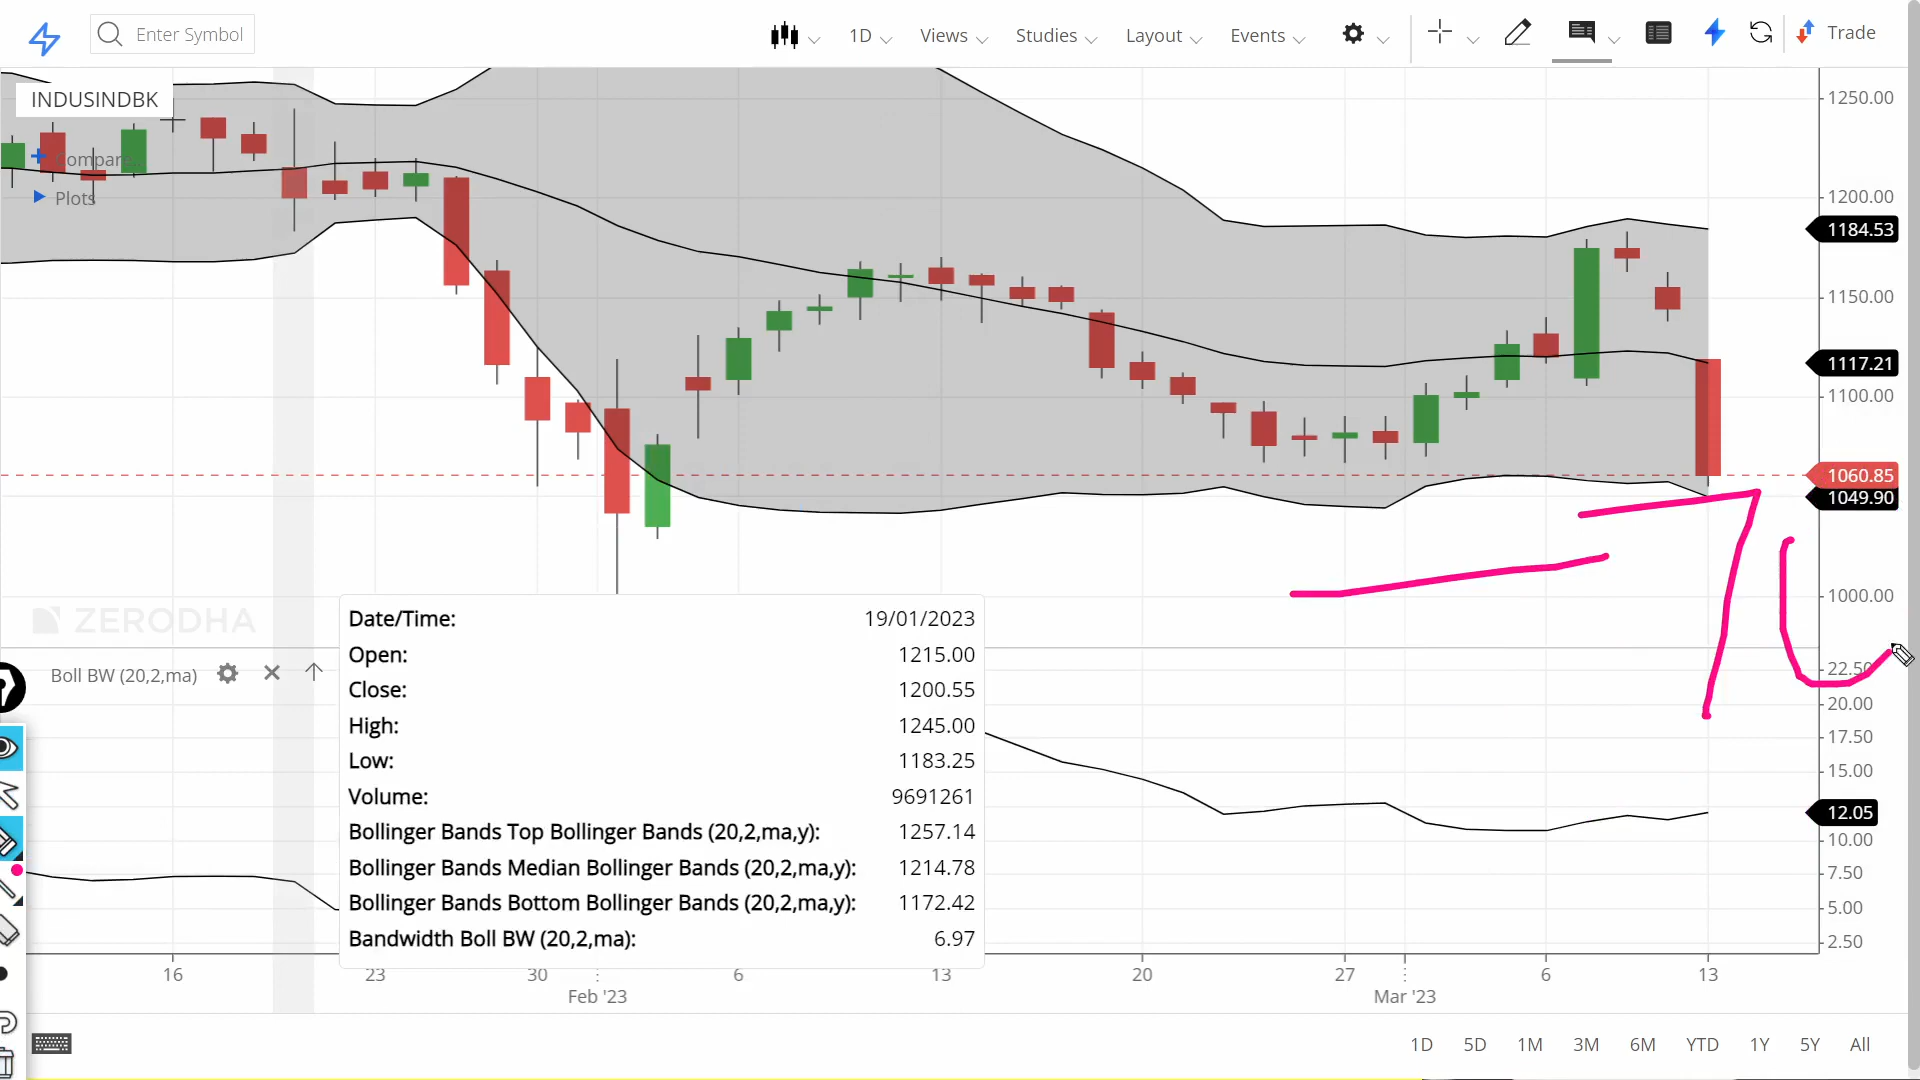 Enter Symbol
1D
Views
Studies
Layout
Events
Trade
INDUSINDBK
Compare
Plots
1250.00
1200.00
1184.53
1150.00
1117.21
1100.00
1060.85
1049.90
1000.00
ZERODHA
Date/Time: 19/01/2023
Open: 1215.00
Close: 1200.55
High: 1245.00
Low: 1183.25
Volume: 9691261
Bollinger Bands Top Bollinger Bands (20,2,ma,y): 1257.14
Bollinger Bands Median Bollinger Bands (20,2,ma,y): 1214.78
Bollinger Bands Bottom Bollinger Bands (20,2,ma,y): 1172.42
Bandwidth Boll BW (20,2,ma): 6.97
Boll BW (20,2,ma)
22.50
20.00
17.50
15.00
12.05
10.00
7.50
5.00
2.50
16 23 30 6 13 20 27 6 13
Feb '23 Mar '23
1D 5D 1M 3M 6M YTD 1Y 5Y All